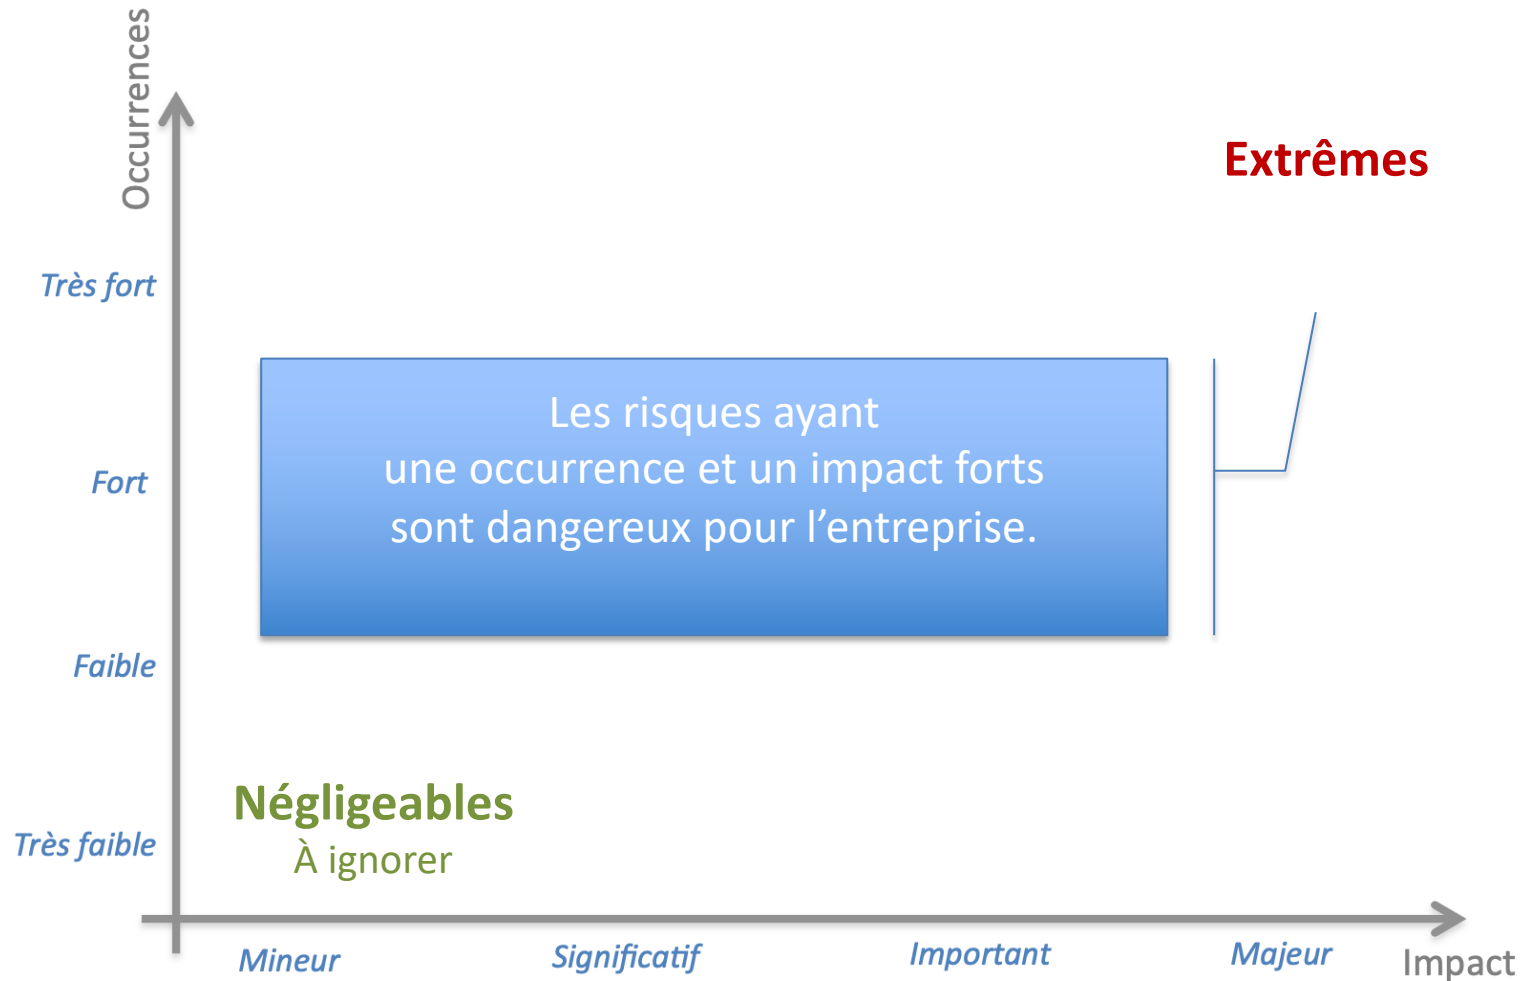 Occurrences
Extrêmes
Très fort
Les risques ayant
une occurrence et un impact forts
sont dangereux pour l’entreprise.
Fort
Faible
Négligeables
À ignorer
Très faible
Mineur
Significatif
Important
Majeur
Impact